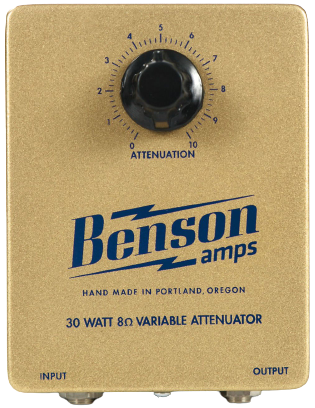 5
4 6
3 7
2 8
1 9
0 10
ATTENUATION
Benson
amps
HAND MADE IN PORTLAND, OREGON
30 WATT 8Ω VARIABLE ATTENUATOR
INPUT OUTPUT